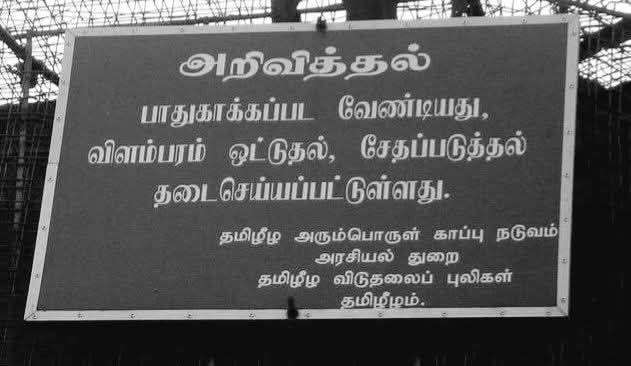 அறிவித்தல்
பாதுகாக்கப்பட வேண்டியது,
விளம்பரம் ஒட்டுதல், சேதப்படுத்தல்
தடைசெய்யப்பட்டுள்ளது.
தமிழீழ அரும்பொருள் காப்பு நடுவம்
அரசியல் துறை
தமிழீழ விடுதலைப் புலிகள்
தமிழீழம்.